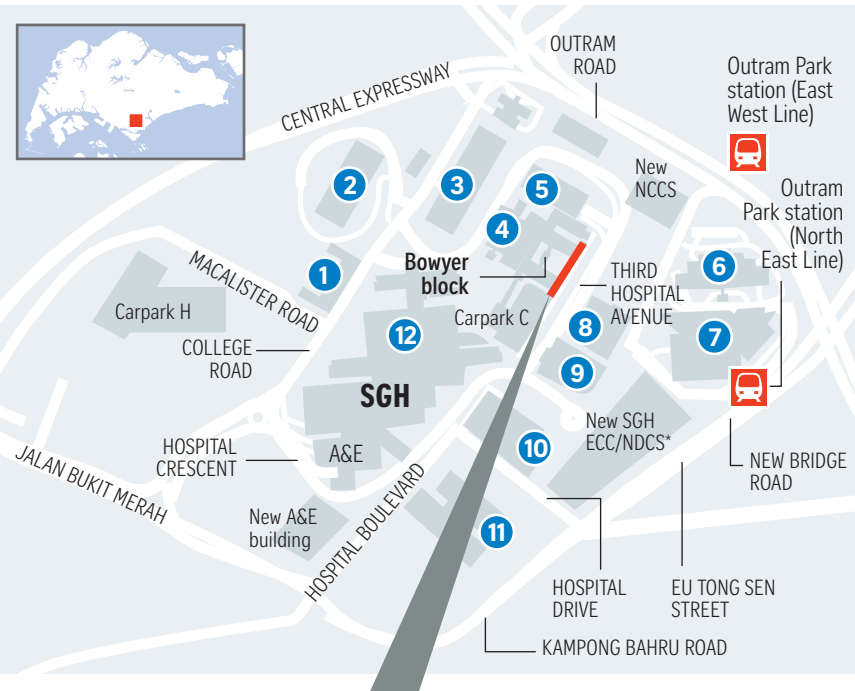 OUTRAM
ROAD
Outram Park
station (East
West Line)
CENTRAL EXPRESSWAY
2
3
5
New
NCCS
Outram
Park station
(North
East Line)
4
1
MACALISTER ROAD
Bowyer
block
THIRD
HOSPITAL
AVENUE
6
Carpark H
12
Carpark C
8
7
COLLEGE
ROAD
9
SGH
HOSPITAL
CRESCENT
A&E
10
New SGH
ECC/NDCS*
NEW BRIDGE
ROAD
JALAN BUKIT MERAH
New A&E
building
HOSPITAL BOULEVARD
11
HOSPITAL
DRIVE
EU TONG SEN
STREET
KAMPONG BAHRU ROAD